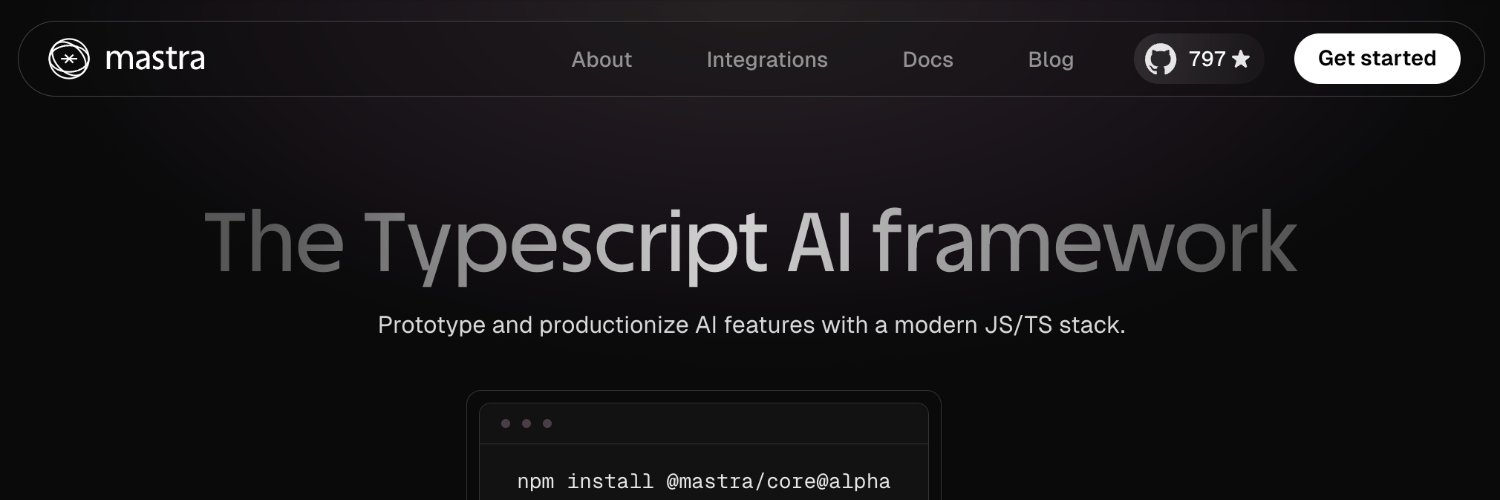 mastra About Integrations Docs Blog 797 Get started
The Typescript AI framework
Prototype and productionize AI features with a modern JS/TS stack.
npm install @mastra/core@alpha